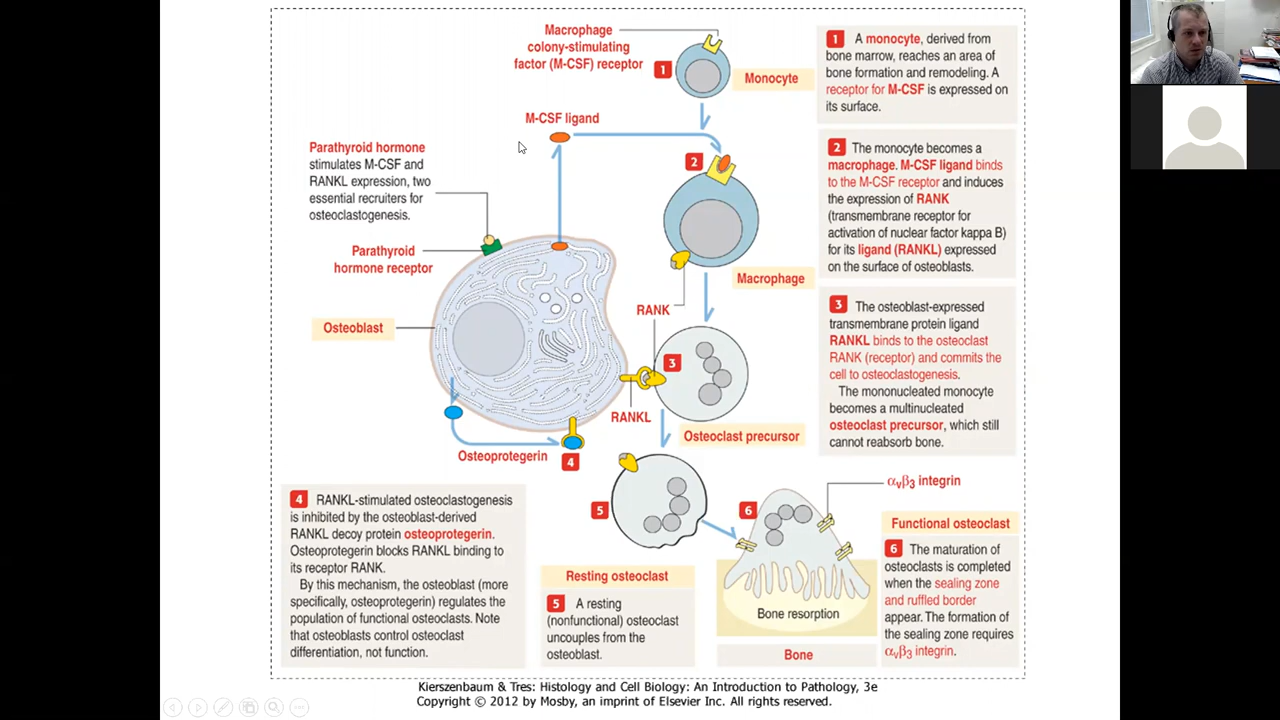 Macrophage
colony-stimulating
factor (M-CSF) receptor
1
Monocyte
1 A monocyte, derived from
bone marrow, reaches an area of
bone formation and remodeling. A
receptor for M-CSF is expressed on
its surface.
M-CSF ligand
Parathyroid hormone
stimulates M-CSF and
RANKL expression, two
essential recruiters for
osteoclastogenesis.
2
2 The monocyte becomes a
macrophage. M-CSF ligand binds
to the M-CSF receptor and induces
the expression of RANK
(transmembrane receptor for
activation of nuclear factor kappa B)
for its ligand (RANKL) expressed
on the surface of osteoblasts.
Parathyroid
hormone receptor
Macrophage
RANK
Osteoblast
3
3 The osteoblast-expressed
transmembrane protein ligand
RANKL binds to the osteoclast
RANK (receptor) and commits the
cell to osteoclastogenesis.
The mononucleated monocyte
becomes a multinucleated
osteoclast precursor, which still
cannot reabsorb bone.
RANKL
Osteoclast precursor
Osteoprotegerin
4
4 RANKL-stimulated osteoclastogenesis
is inhibited by the osteoblast-derived
RANKL decoy protein osteoprotegerin.
Osteoprotegerin blocks RANKL binding to
its receptor RANK.
By this mechanism, the osteoblast (more
specifically, osteoprotegerin) regulates the
population of functional osteoclasts. Note
that osteoblasts control osteoclast
differentiation, not function.
5
Resting osteoclast
5 A resting
(nonfunctional) osteoclast
uncouples from the
osteoblast.
6
αvβ3 integrin
Bone resorption
Bone
Functional osteoclast
6 The maturation of
osteoclasts is completed
when the sealing zone
and ruffled border
appear. The formation of
the sealing zone requires
αvβ3 integrin.
Kierszenbaum & Tres: Histology and Cell Biology: An Introduction to Pathology, 3e
Copyright © 2012 by Mosby, an imprint of Elsevier Inc. All rights reserved.